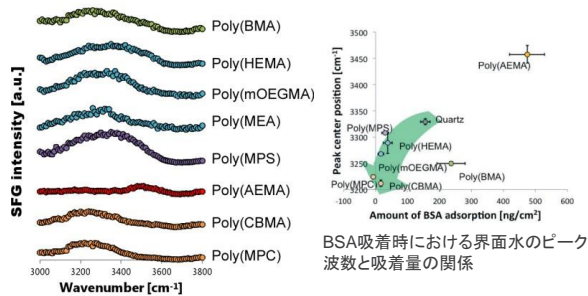 SFG intensity [a.u.]
Poly(BMA)
Poly(HEMA)
Poly(mOEGMA)
Poly(MEA)
Poly(MPS)
Poly(AEMA)
Poly(CBMA)
Poly(MPC)
3000 3200 3400 3600 3800
Wavenumber [cm⁻¹]
Peak center position [cm⁻¹]
3500
3450
3400
3350
3300
3250
3200
Poly(AEMA)
Quartz
Poly(MPS)
Poly(HEMA)
Poly(mOEGMA)
Poly(BMA)
Poly(MPC)
Poly(CBMA)
-100 0 100 200 300 400 500 600
Amount of BSA adsorption [ng/cm²]
BSA吸着時における界面水のピーク
波数と吸着量の関係